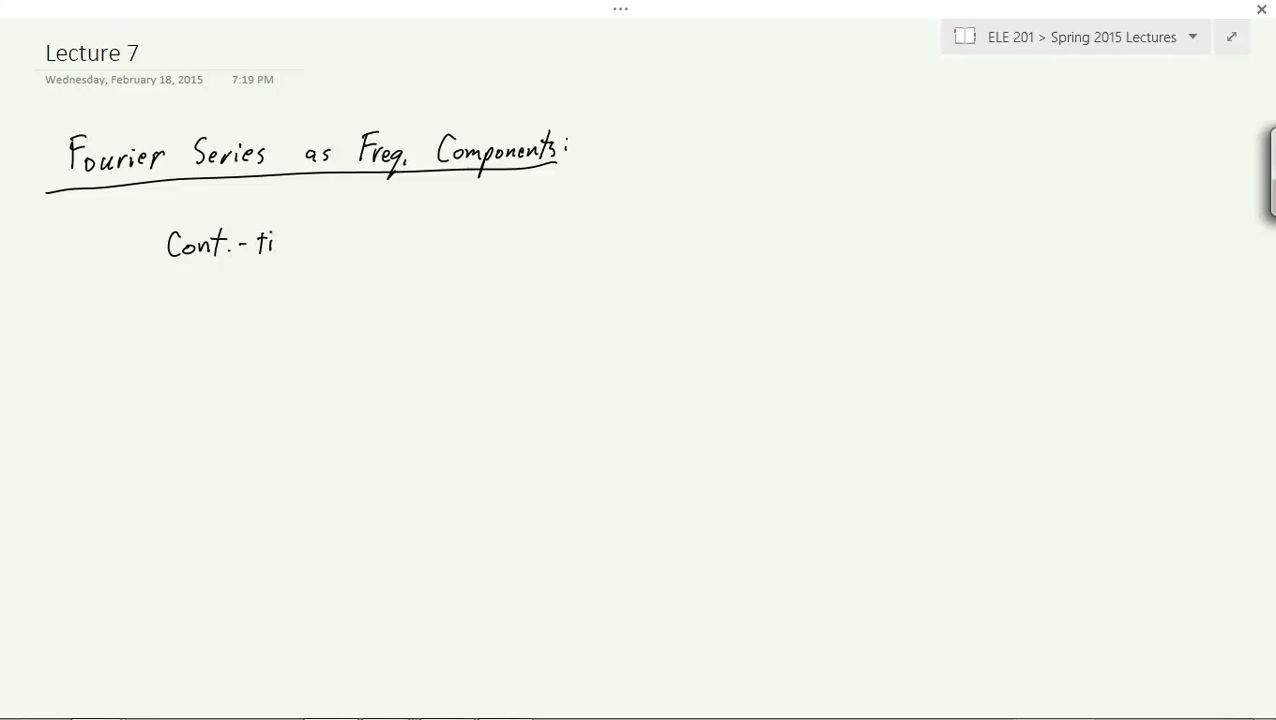 ELE 201 > Spring 2015 Lectures
Lecture 7
Wednesday, February 18, 2015 7:19 PM
Fourier Series as Freq. Components:
Cont. - ti